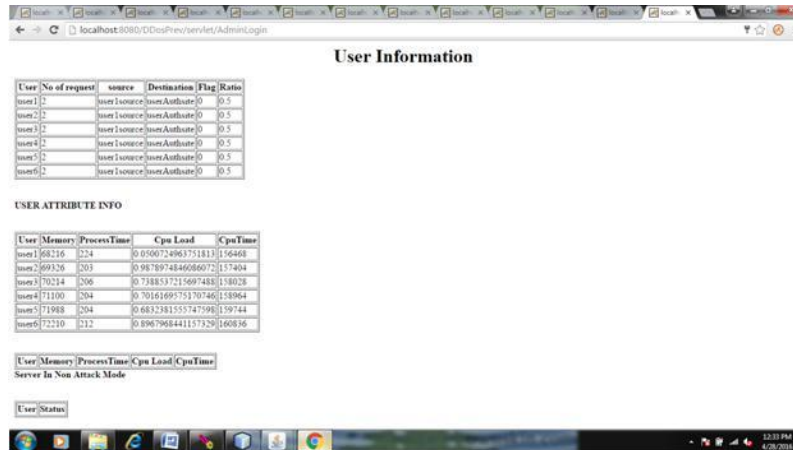 localhost:8080/DDosPrev/servlet/AdminLogin
User Information
User No of request source Destination Flag Ratio
user1 2 user1source userAuthsite 0 0.5
user2 2 user1source userAuthsite 0 0.5
user3 2 user1source userAuthsite 0 0.5
user4 2 user1source userAuthsite 0 0.5
user5 2 user1source userAuthsite 0 0.5
user6 2 user1source userAuthsite 0 0.5
USER ATTRIBUTE INFO
User Memory ProcessTime Cpu Load CpuTime
user1 68216 224 0.0500724963751813 156468
user2 69326 203 0.9878974846086072 157404
user3 70214 206 0.7388537215697488 158028
user4 71100 204 0.7016169575170746 158964
user5 71988 204 0.6832381555747598 159744
user6 72210 212 0.8967968441157329 160836
User Memory ProcessTime Cpu Load CpuTime
Server In Non Attack Mode
User Status
12:33 PM
4/28/2016